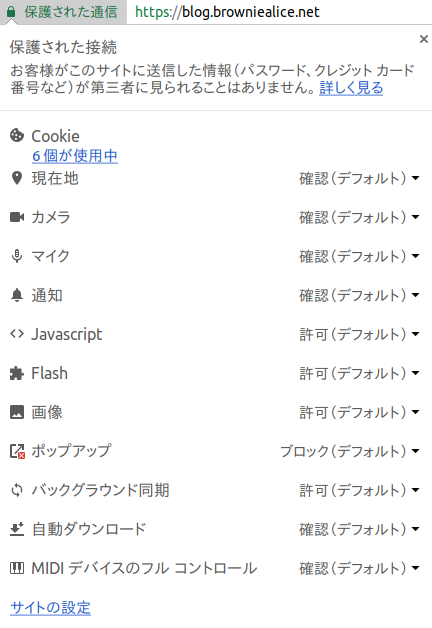 保護された通信 https://blog.browniealice.net
保護された接続
お客様がこのサイトに送信した情報（パスワード、クレジット カード
番号など）が第三者に見られることはありません。 詳しく見る
Cookie
6 個が使用中
現在地 確認（デフォルト）
カメラ 確認（デフォルト）
マイク 確認（デフォルト）
通知 確認（デフォルト）
Javascript 許可（デフォルト）
Flash 許可（デフォルト）
画像 許可（デフォルト）
ポップアップ ブロック（デフォルト）
バックグラウンド同期 許可（デフォルト）
自動ダウンロード 確認（デフォルト）
MIDI デバイスのフル コントロール 確認（デフォルト）
サイトの設定